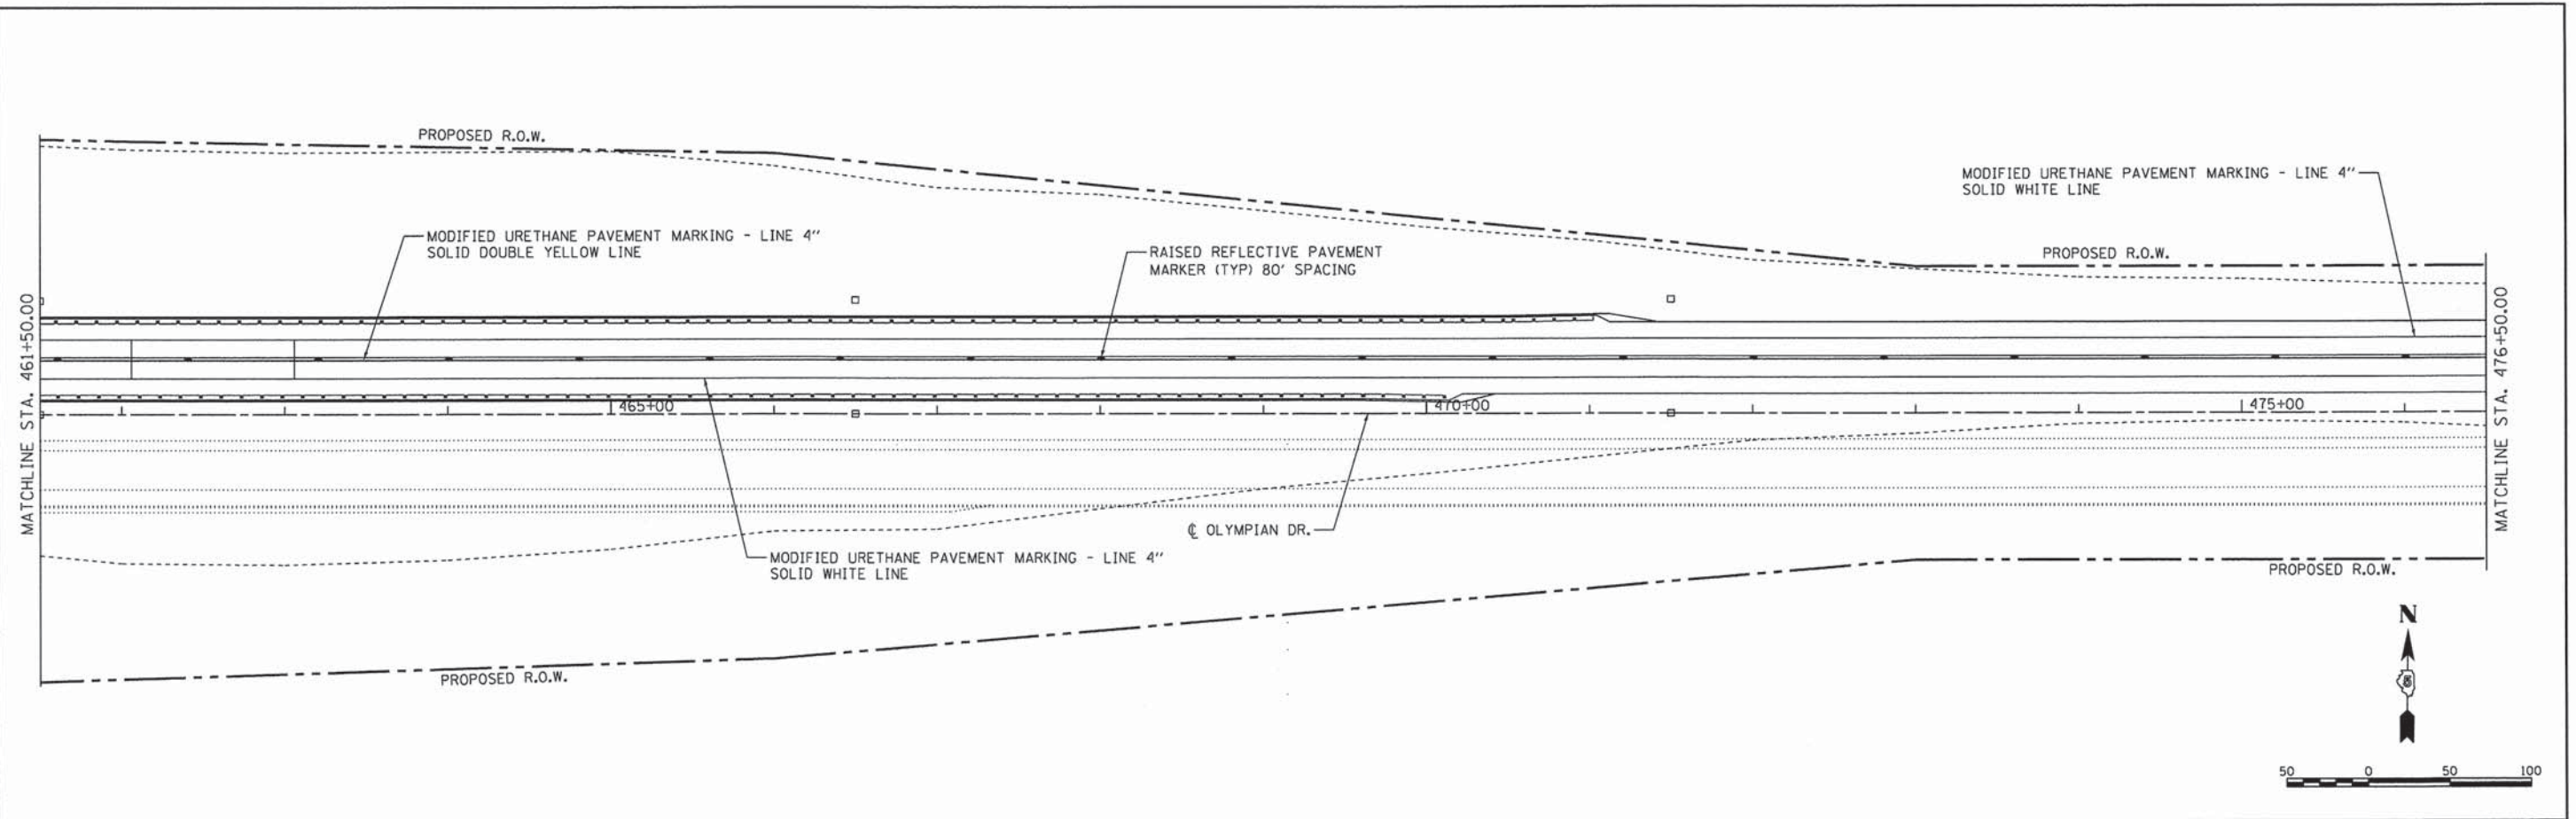 PROPOSED R.O.W.
MODIFIED URETHANE PAVEMENT MARKING - LINE 4"
SOLID WHITE LINE
MODIFIED URETHANE PAVEMENT MARKING - LINE 4"
SOLID DOUBLE YELLOW LINE
RAISED REFLECTIVE PAVEMENT
MARKER (TYP) 80' SPACING
PROPOSED R.O.W.
MATCHLINE STA. 461+50.00
MATCHLINE STA. 476+50.00
465+00
470+00
475+00
℄ OLYMPIAN DR.
MODIFIED URETHANE PAVEMENT MARKING - LINE 4"
SOLID WHITE LINE
PROPOSED R.O.W.
PROPOSED R.O.W.
N
5
50 0 50 100